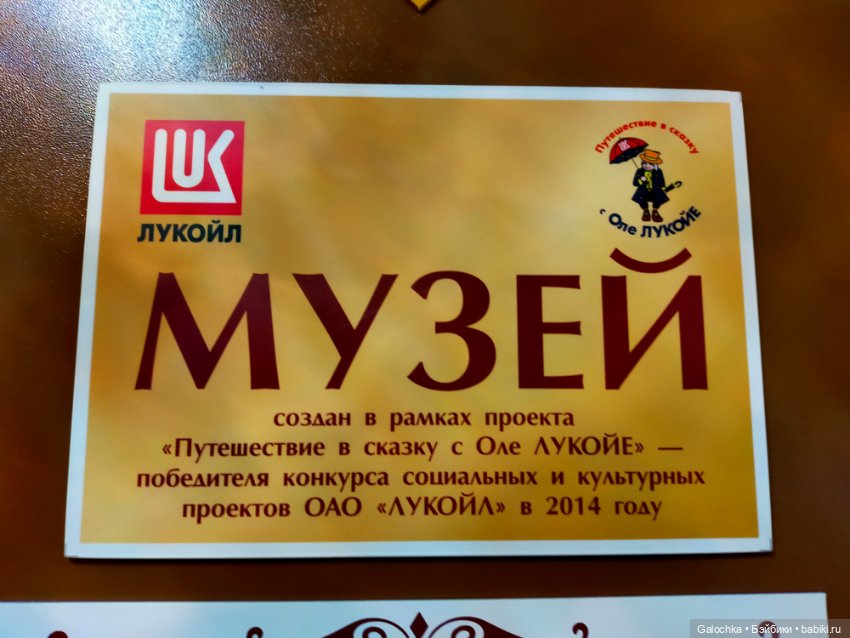 LUK
ЛУКОЙЛ
Путешествие в сказку
LUK
с Оле ЛУКОЙЕ
МУЗЕЙ
создан в рамках проекта
«Путешествие в сказку с Оле ЛУКОЙЕ» —
победителя конкурса социальных и культурных
проектов ОАО «ЛУКОЙЛ» в 2014 году
Galochka • Бэйбики • babiki.ru